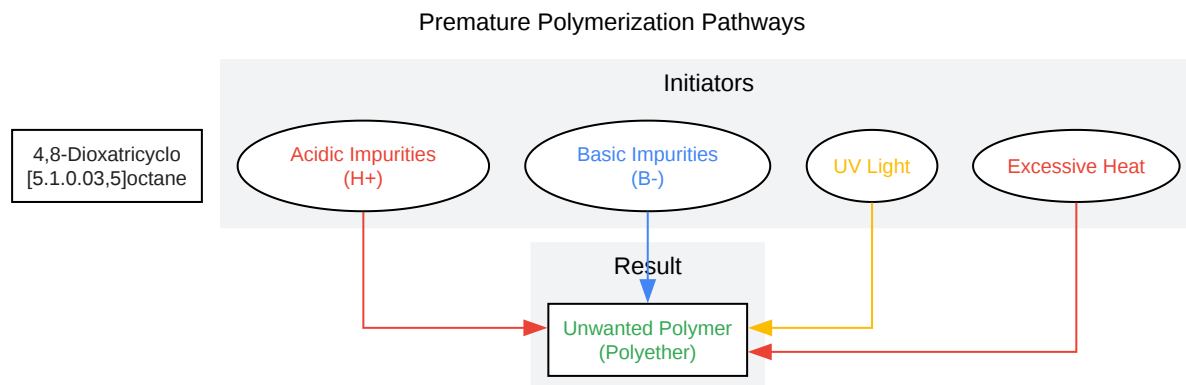 Premature Polymerization Pathways
Initiators
4,8-Dioxatricyclo
[5.1.0.03,5]octane
Acidic Impurities
(H+)
Basic Impurities
(B-)
UV Light
Excessive Heat
Result
Unwanted Polymer
(Polyether)